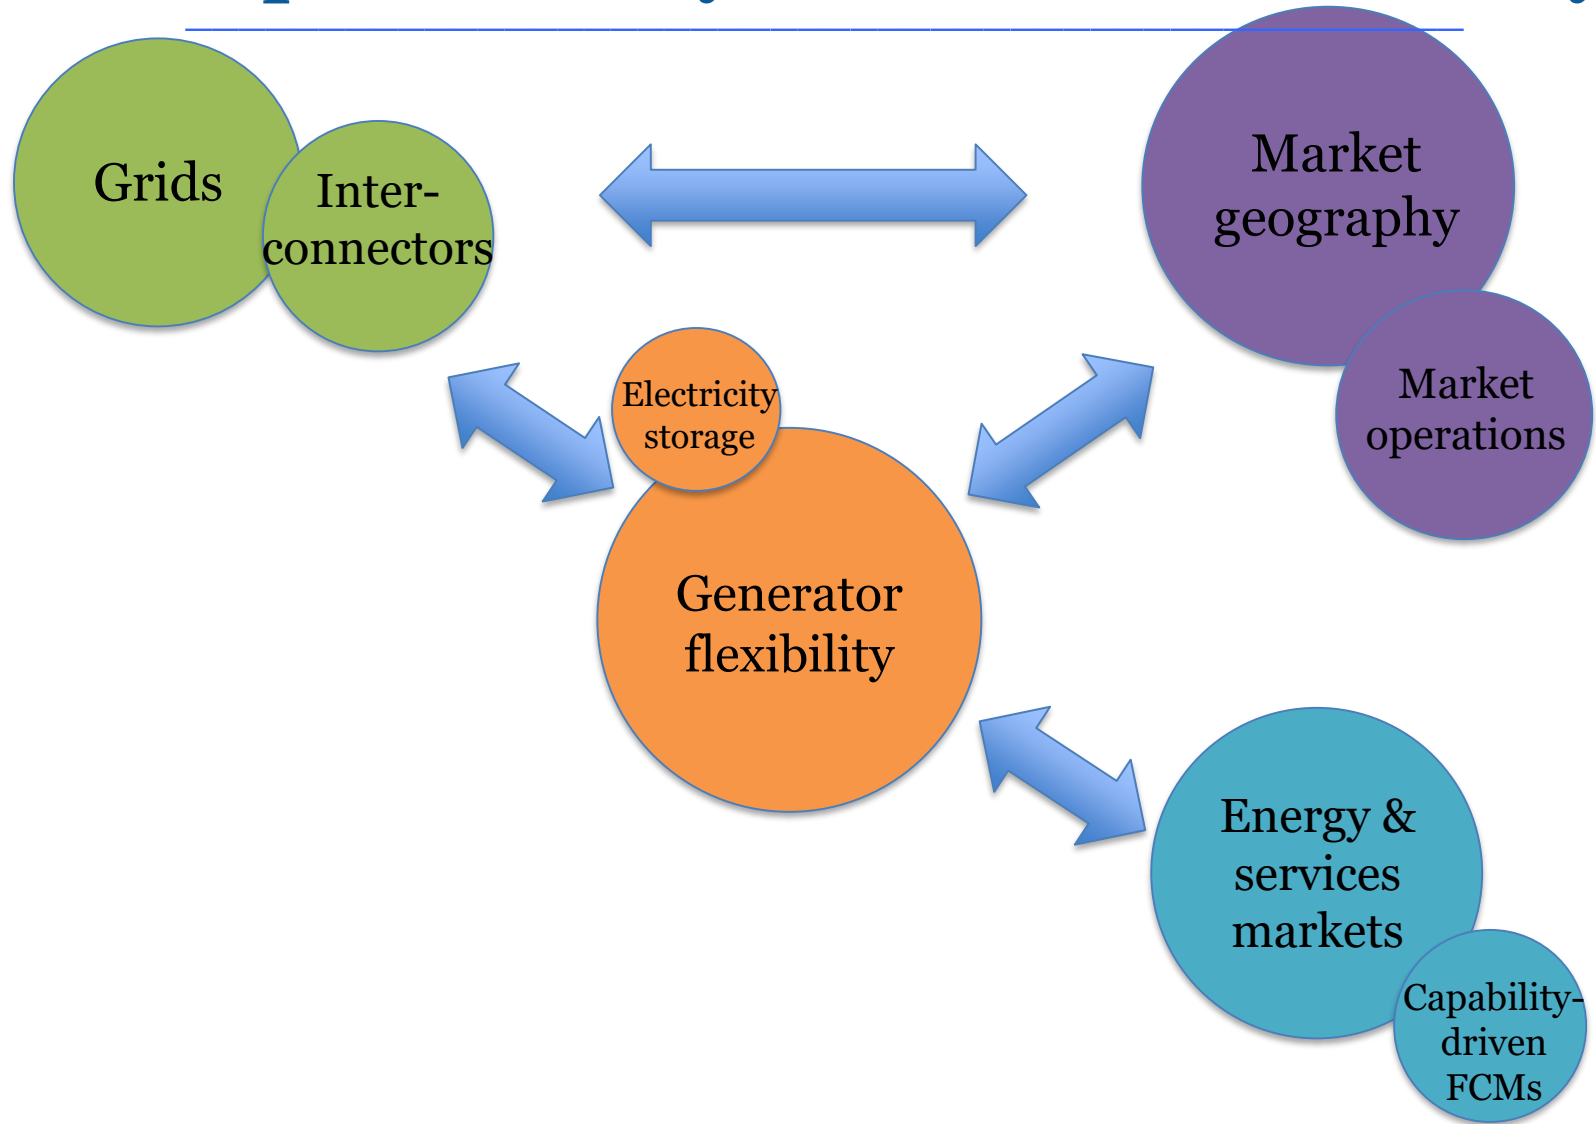 Grids
Inter-
connectors
Market
geography
Market
operations
Electricity
storage
Generator
flexibility
Energy &
services
markets
Capability-
driven
FCMs